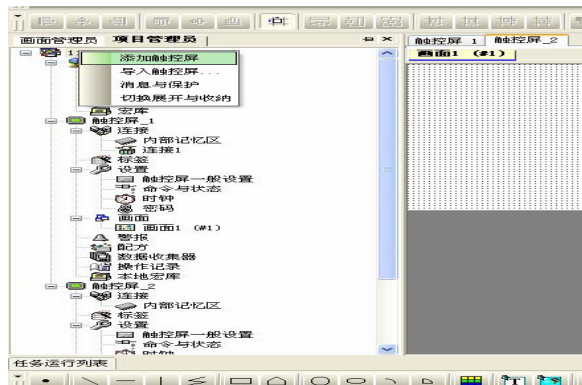 画面管理员 项目管理员
触控屏_1 触控屏_2
画面1 (#1)
添加触控屏
导入触控屏...
消息与保护
切换展开与收纳
宏库
触控屏_1
连接
内部记忆区
连接1
标签
设置
触控屏一般设置
命令与状态
时钟
密码
画面
画面1 (#1)
警报
配方
数据收集器
操作记录
本地宏库
触控屏_2
连接
内部记忆区
标签
设置
触控屏一般设置
命令与状态
时钟
任务运行列表